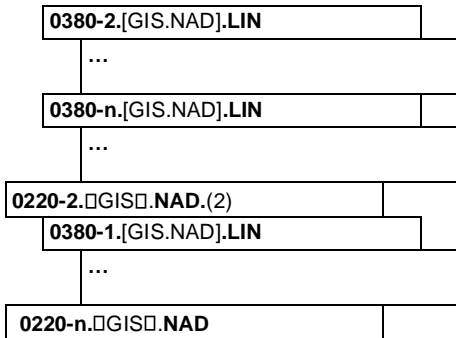 0380-2.[GIS.NAD].LIN
…
0380-n.[GIS.NAD].LIN
…
0220-2.▯GIS▯.NAD.(2)
0380-1.[GIS.NAD].LIN
…
0220-n.▯GIS▯.NAD